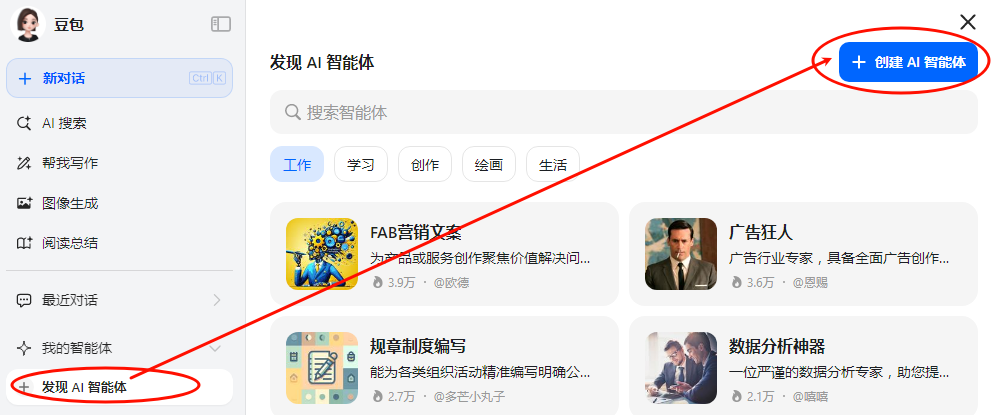 豆包
新对话
Ctrl K
AI 搜索
帮我写作
图像生成
阅读总结
最近对话
我的智能体
发现 AI 智能体
发现 AI 智能体
创建 AI 智能体
搜索智能体
工作 学习 创作 绘画 生活
FAB营销文案
为产品或服务创作聚焦价值解决问...
3.9万 · @欧德
广告狂人
广告行业专家，具备全面广告创作...
3.6万 · @恩赐
规章制度编写
能为各类组织活动精准编写明确公...
2.7万 · @多芒小丸子
数据分析神器
一位严谨的数据分析专家，助您提...
2.1万 · @嘻嘻